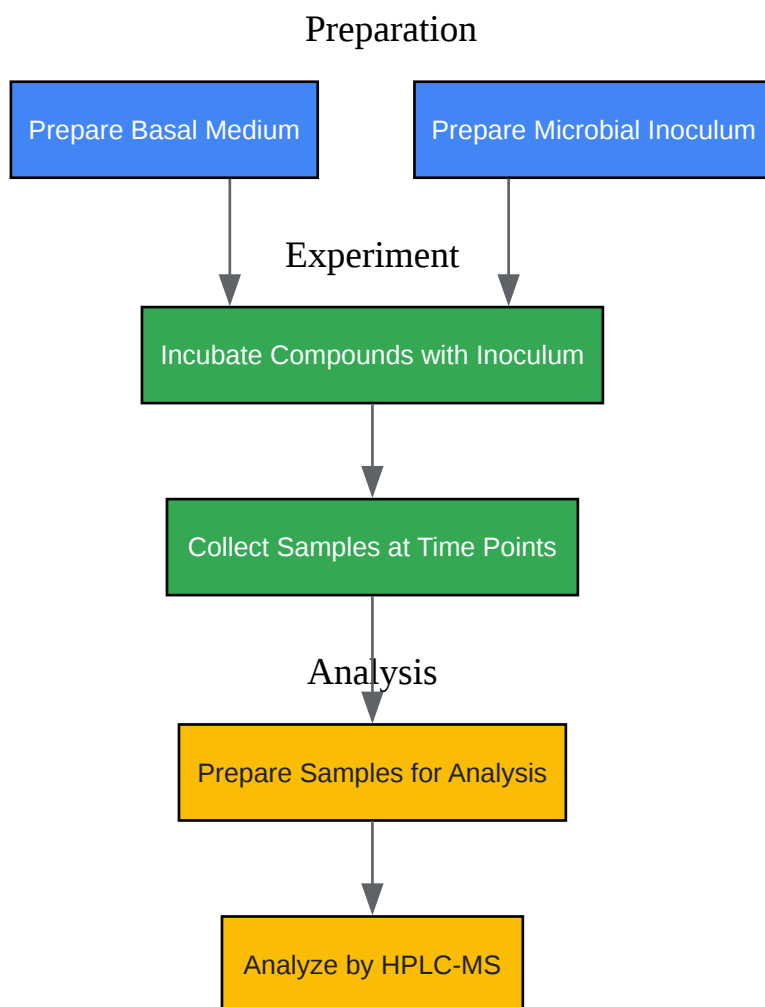 Preparation
Prepare Basal Medium
Prepare Microbial Inoculum
Experiment
Incubate Compounds with Inoculum
Collect Samples at Time Points
Analysis
Prepare Samples for Analysis
Analyze by HPLC-MS